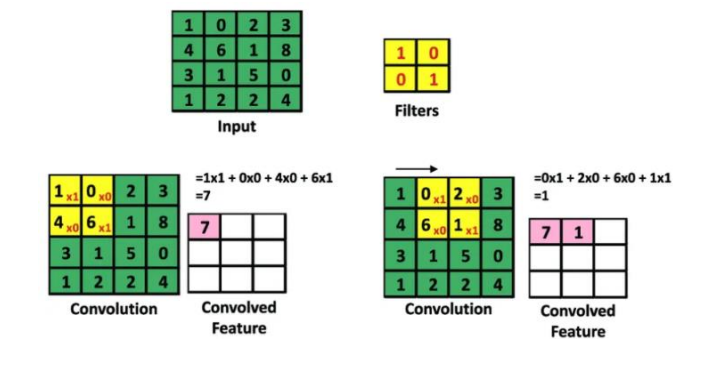 1 0 2 3
4 6 1 8
3 1 5 0
1 2 2 4
Input
1 0
0 1
Filters
1 x1 0 x0 2 3
4 x0 6 x1 1 8
3 1 5 0
1 2 2 4
Convolution
=1x1 + 0x0 + 4x0 + 6x1
=7
7
Convolved
Feature
1 0 x1 2 x0 3
4 6 x0 1 x1 8
3 1 5 0
1 2 2 4
Convolution
=0x1 + 2x0 + 6x0 + 1x1
=1
7 1
Convolved
Feature